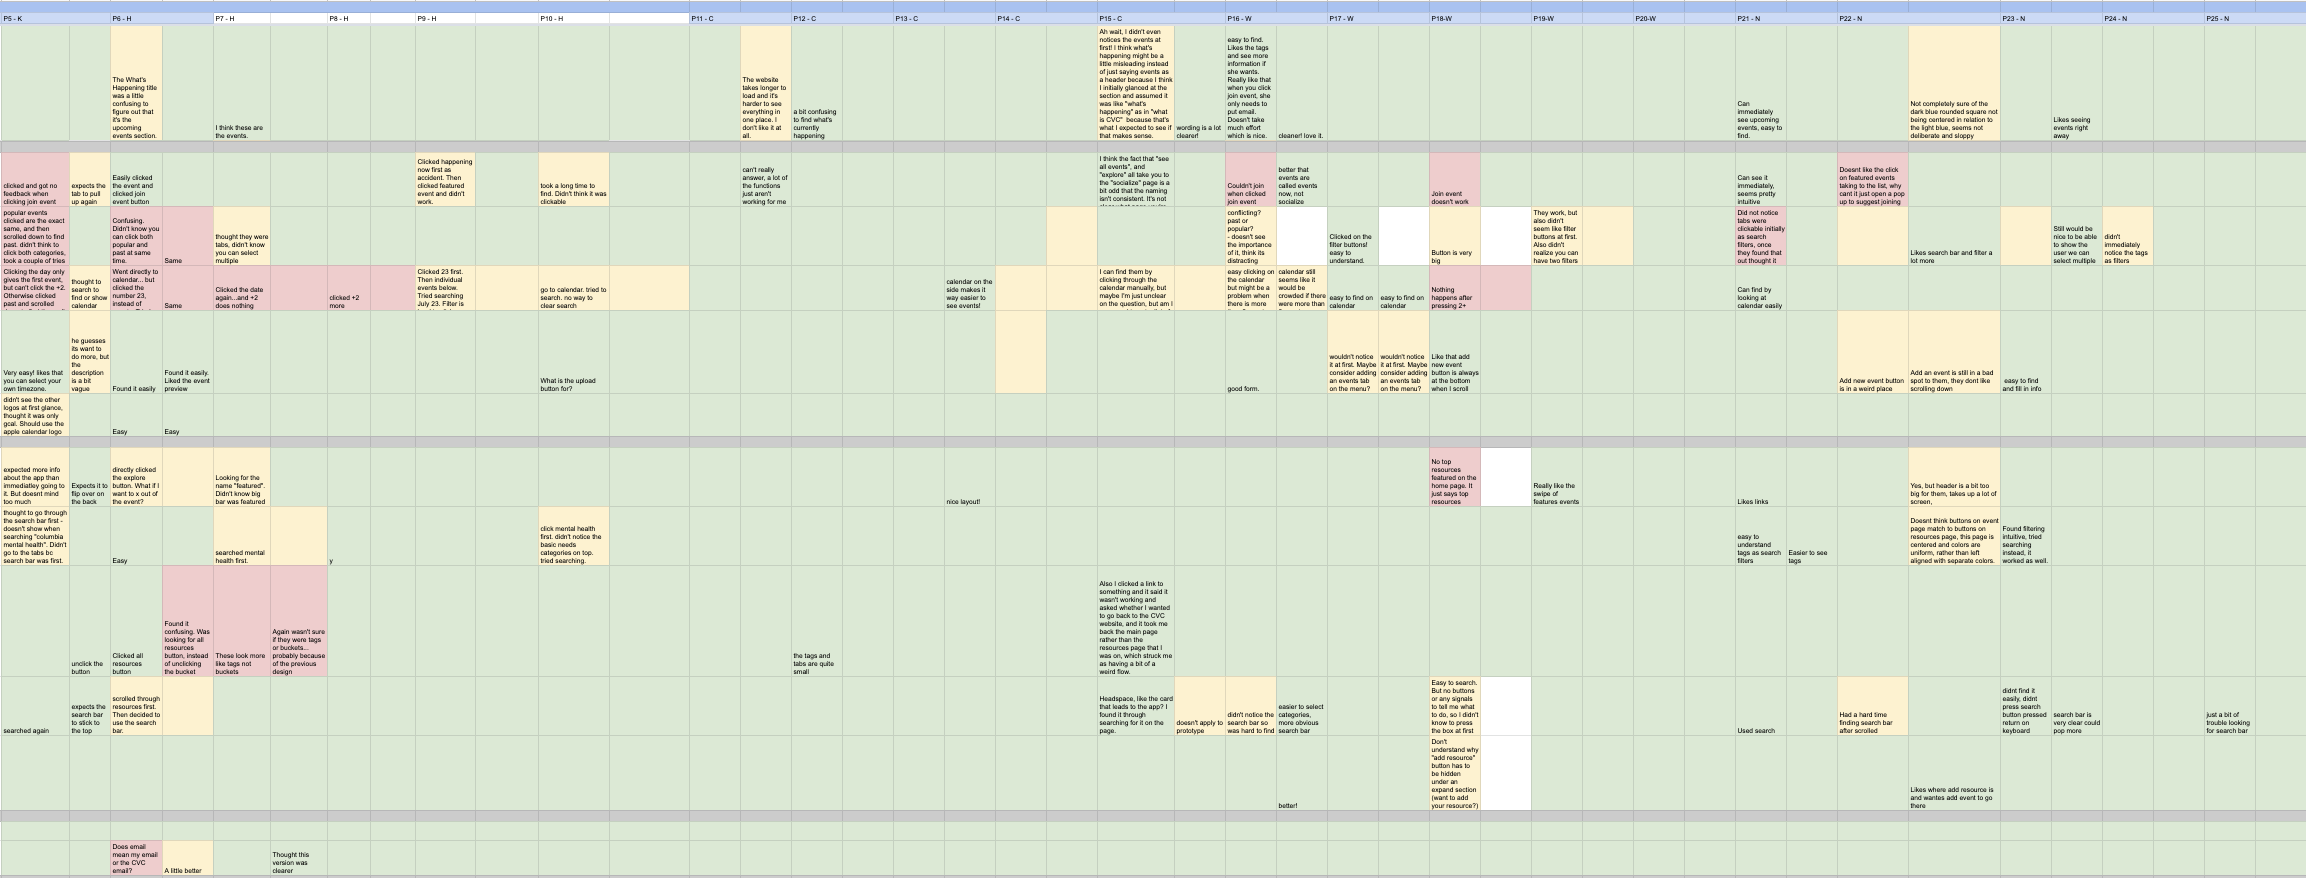 P5 - K
P6 - H
P7 - H
P8 - H
P9 - H
P10 - H
P11 - C
P12 - C
P13 - C
P14 - C
P15 - C
P16 - W
P17 - W
P18-W
P19-W
P20-W
P21 - N
P22 - N
P23 - N
P24 - N
P25 - N
The What's
Happening title
was a little
confusing to
figure out that
it's the
upcoming
events section.
I think these are
the events.
The website
takes longer to
load and it's
harder to see
everything in
one place. I
don't like it at
all.
a bit confusing
to find what's
currently
happening
Ah wait, I didn't even
notices the events at
first! I think what's
happening might be a
little misleading instead
of just saying events as
a header because I think
I initially glanced at the
section and assumed it
was like "what's
happening" as in "what
is CVC" because that's
what I expected to see if
that makes sense.
wording is a lot
clearer!
easy to find.
Likes the tags
and see more
information if
she wants.
Really like that
when you click
join event, she
only needs to
put email.
Doesn't take
much effort
which is nice.
cleaner! love it.
Can
immediately
see upcoming
events, easy to
find.
Not completely sure of the
dark blue rounded square not
being centered in relation to
the light blue, seems not
deliberate and sloppy
Likes seeing
events right
away
clicked and got no
feedback when
clicking join event
expects the
tab to pull
up again
Easily clicked
the event and
clicked join
event button
Clicked happening
now first as
accident. Then
clicked featured
event and didn't
work.
took a long time to
find. Didn't think it was
clickable
can't really
answer, a lot of
the functions
just aren't
working for me
I think the fact that "see
all events", and
"explore" all take you to
the "socialize" page is a
bit odd that the naming
isn't consistent. It's not
Couldn't join
when clicked
join event
better that
events are
called events
now, not
socialize
Join event
doesn't work
Can see it
immediately,
seems pretty
intuitive
Doesnt like the click
on featured events
taking to the list, why
cant it just open a pop
up to suggest joining
popular events
clicked are the exact
same, and then
scrolled down to find
past. didn't think to
click both categories,
took a couple of tries
Confusing.
Didn't know you
can click both
popular and
past at same
time.
Same
thought they were
tabs, didn't know
you can select
multiple
conflicting?
past or
popular?
- doesn't see
the importance
of it, think its
distracting
Clicked on the
filter buttons!
easy to
understand.
Button is very
big
They work, but
also didn't
seem like filter
buttons at first.
Also didn't
realize you can
have two filters
Did not notice
tabs were
clickable initially
as search
filters, once
they found that
out thought it
Likes search bar and filter a
lot more
Still would be
nice to be able
to show the
user we can
select multiple
didn't
immediately
notice the tags
as filters
Clicking the day only
gives the first event,
but can't click the +2.
Otherwise clicked
past and scrolled
thought to
search to
find or show
calendar
Went directly to
calendar... but
clicked the
number 23,
instead of
Same
Clicked the date
again...and +2
does nothing
clicked +2
more
Clicked 23 first.
Then individual
events below.
Tried searching
July 23. Filter is
go to calendar. tried to
search. no way to
clear search
calendar on the
side makes it
way easier to
see events!
I can find them by
clicking through the
calendar manually, but
maybe I'm just unclear
on the question, but am I
easy clicking on
the calendar
but might be a
problem when
there is more
calendar still
seems like it
would be
crowded if there
were more than
easy to find on
calendar
easy to find on
calendar
Nothing
happens after
pressing 2+
Can find by
looking at
calendar easily
Very easy! likes that
you can select your
own timezone.
he guesses
its want to
do more, but
the
description
is a bit
vague
Found it easily
Found it easily.
Liked the event
preview
What is the upload
button for?
good form.
wouldn't notice
it at first. Maybe
consider adding
an events tab
on the menu?
wouldn't notice
it at first. Maybe
consider adding
an events tab
on the menu?
Like that add
new event
button is always
at the bottom
when I scroll
Add new event button
is in a weird place
Add an event is still in a bad
spot to them, they dont like
scrolling down
easy to find
and fill in info
didn't see the other
logos at first glance,
thought it was only
gcal. Should use the
apple calendar logo
Easy
Easy
expected more info
about the app than
immediatley going to
it. But doesnt mind
too much
Expects it to
flip over on
the back
directly clicked
the explore
button. What if I
want to x out of
the event?
Looking for the
name "featured".
Didn't know big
bar was featured
nice layout!
No top
resources
featured on the
home page. It
just says top
resources
Really like the
swipe of
features events
Likes links
Yes, but header is a bit too
big for them, takes up a lot of
screen,
thought to go through
the search bar first -
doesn't show when
searching "columbia
mental health". Didn't
go to the tabs bc
search bar was first.
Easy
searched mental
health first.
y
click mental health
first. didn't notice the
basic needs
categories on top.
tried searching.
easy to
understand
tags as search
filters
Easier to see
tags
Doesnt think buttons on event
page match to buttons on
resources page, this page is
centered and colors are
uniform, rather than left
aligned with separate colors.
Found filtering
intuitive, tried
searching
instead, it
worked as well.
unclick the
button
Clicked all
resources
button
Found it
confusing. Was
looking for all
resources
button, instead
of unclicking
the bucket
These look more
like tags not
buckets
Again wasn't sure
if they were tags
or buckets...
probably because
of the previous
design
the tags and
tabs are quite
small
Also I clicked a link to
something and it said it
wasn't working and
asked whether I wanted
to go back to the CVC
website, and it took me
back the main page
rather than the
resources page that I
was on, which struck me
as having a bit of a
weird flow.
searched again
expects the
search bar
to stick to
the top
scrolled through
resources first.
Then decided to
use the search
bar.
Headspace, like the card
that leads to the app? I
found it through
searching for it on the
page.
doesn't apply to
prototype
didn't notice the
search bar so
was hard to find
easier to select
categories,
more obvious
search bar
Easy to search.
But no buttons
or any signals
to tell me what
to do, so I didn't
know to press
the box at first
Used search
Had a hard time
finding search bar
after scrolled
didnt find it
easily, didnt
press search
button pressed
return on
keyboard
search bar is
very clear could
pop more
just a bit of
trouble looking
for search bar
better!
Don't
understand why
"add resource"
button has to
be hidden
under an
expand section
(want to add
your resource?)
Likes where add resource is
and wantes add event to go
there
Does email
mean my email
or the CVC
email?
A little better
Thought this
version was
clearer